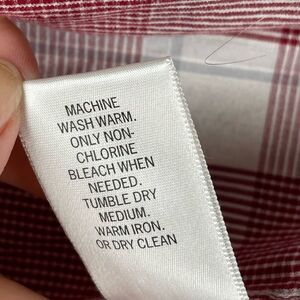 MACHINE
WASH WARM.
ONLY NON-
CHLORINE
BLEACH WHEN
NEEDED.
TUMBLE DRY
MEDIUM.
WARM IRON.
OR DRY CLEAN